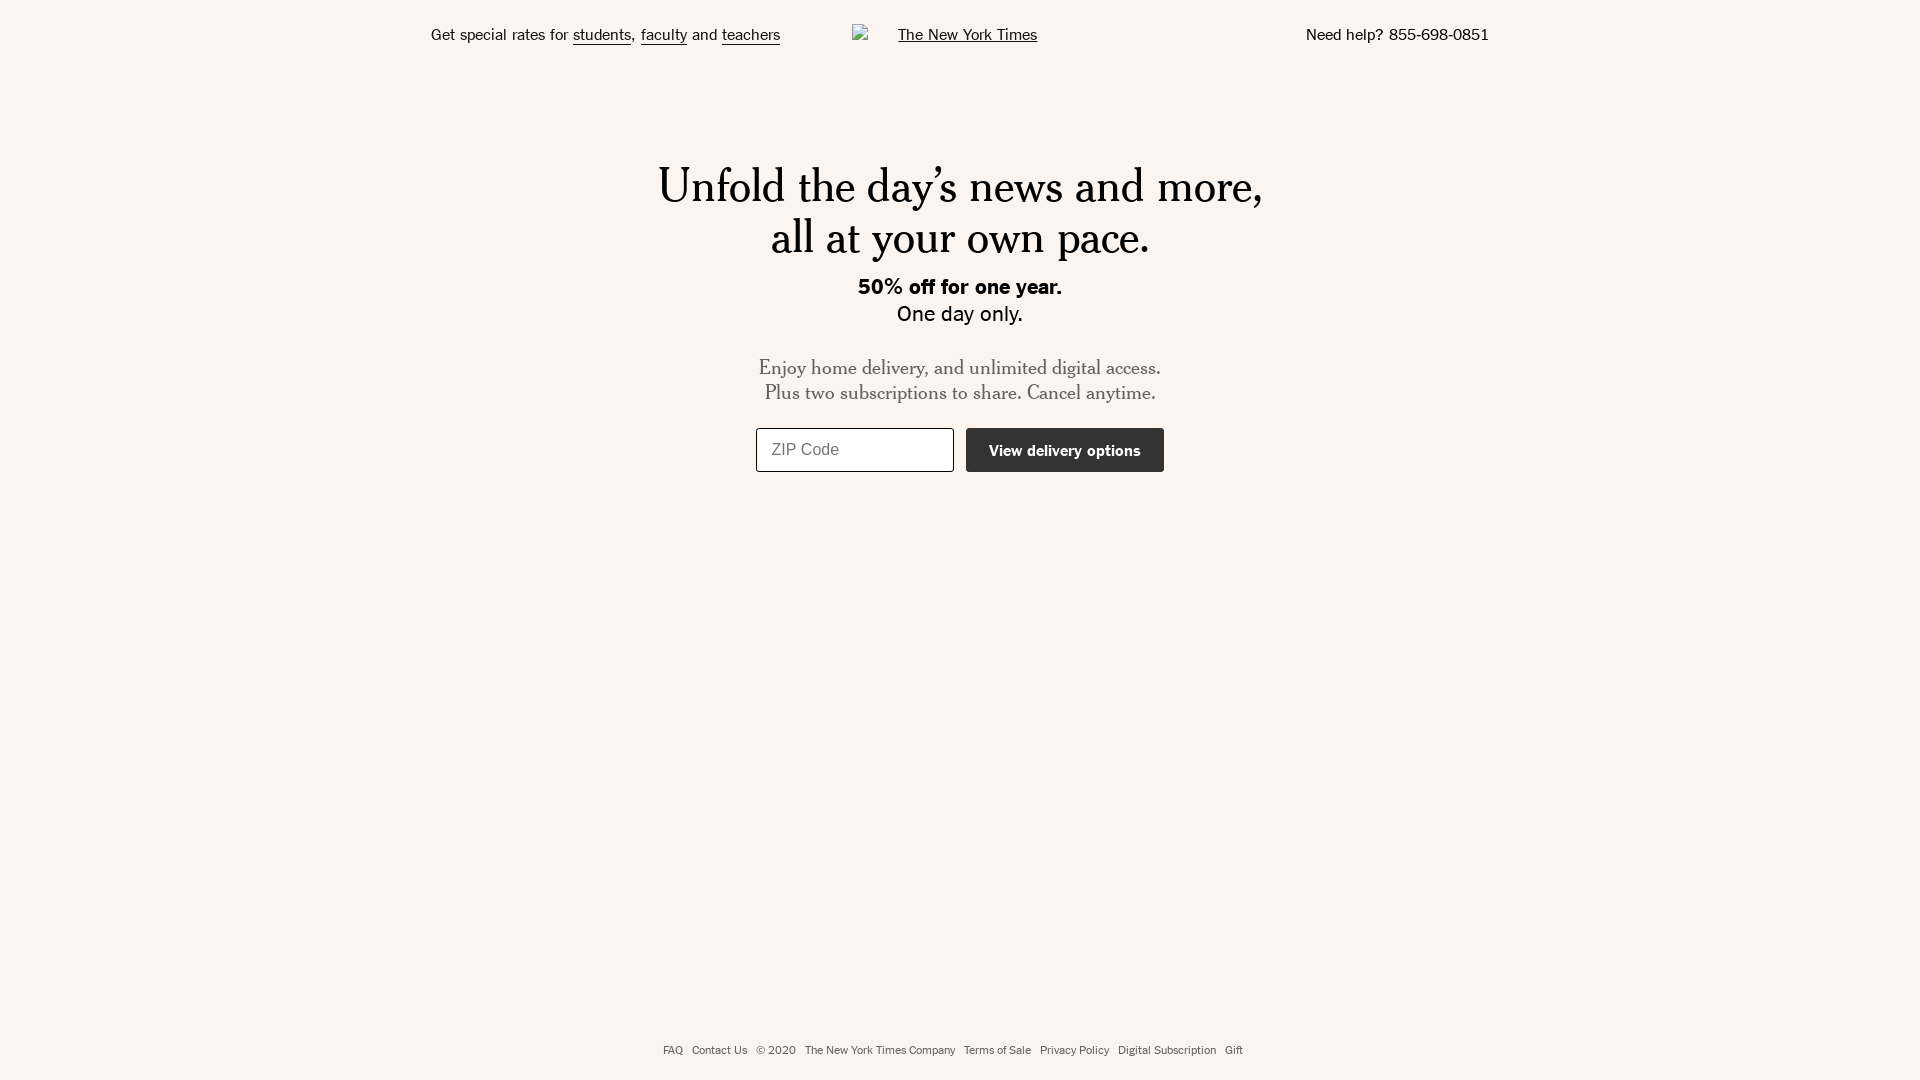 Get special rates for students, faculty and teachers
The New York Times
Need help? 855-698-0851
Unfold the day’s news and more,
all at your own pace.
50% off for one year.
One day only.
Enjoy home delivery, and unlimited digital access.
Plus two subscriptions to share. Cancel anytime.
ZIP Code
View delivery options
FAQ Contact Us © 2020 The New York Times Company Terms of Sale Privacy Policy Digital Subscription Gift